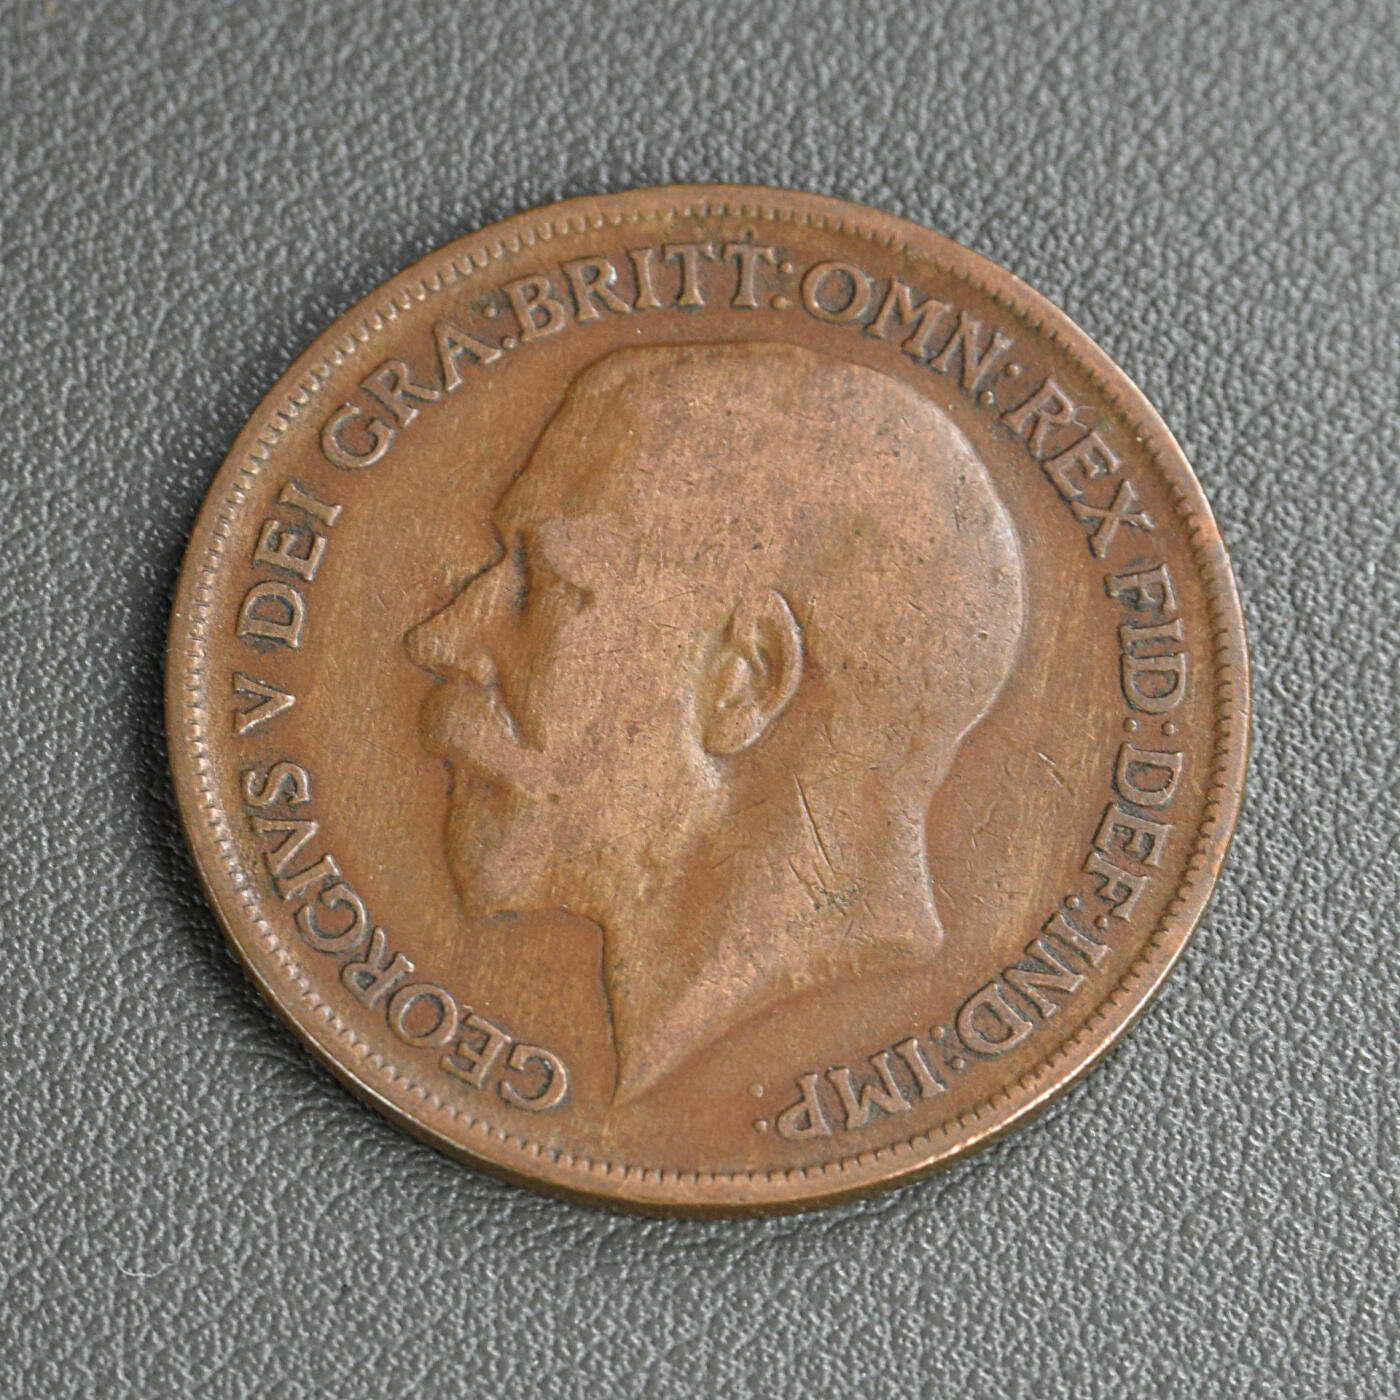 GEORGIVS V DEI GRA:BRITT:OMN:REX FID:DEF:IND:IMP.